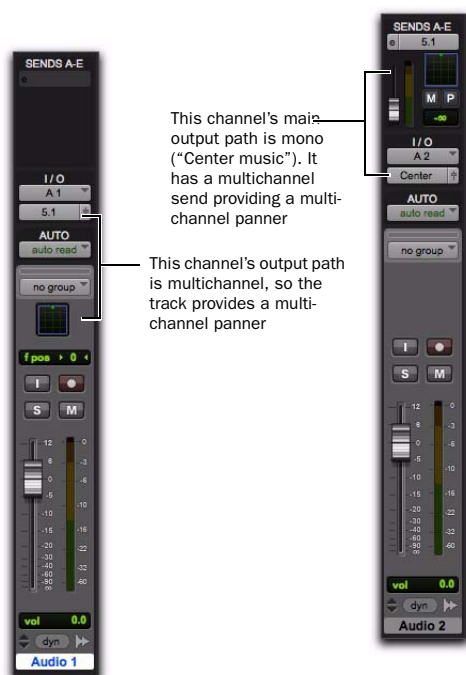 SENDS A-E
e
I / O
A 1
5.1
AUTO
auto read
no group
f pos 0
I
S M
12
6
0
-5
-10
-15
-20
-30
-40
-60
-90
∞
0
-3
-6
-10
-16
-22
-32
-60
vol 0.0
dyn
Audio 1
This channel's main
output path is mono
("Center music"). It
has a multichannel
send providing a multi-
channel panner
This channel's output path
is multichannel, so the
track provides a multi-
channel panner
SENDS A-E
e 5.1
M P
-∞
I / O
A 2
Center
AUTO
auto read
no group
I
S M
12
6
0
-5
-10
-15
-20
-30
-40
-60
-90
∞
0
-3
-6
-10
-16
-22
-32
-60
vol 0.0
dyn
Audio 2